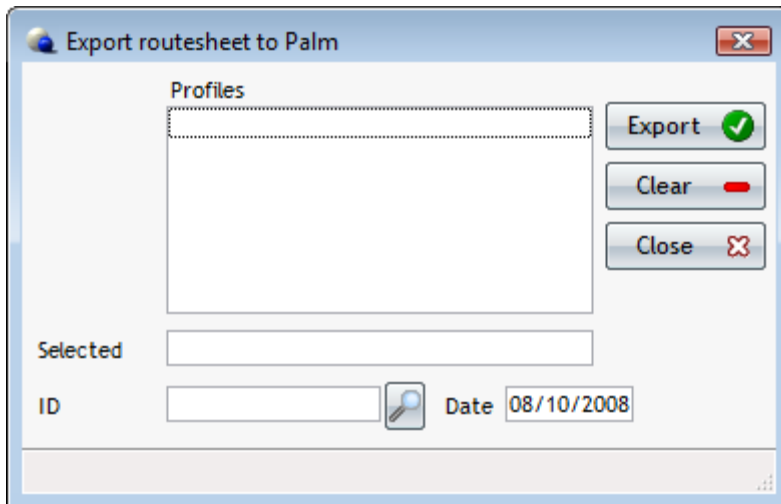 Export routesheet to Palm
Profiles
Export
Clear
Close
Selected
ID
Date 08/10/2008